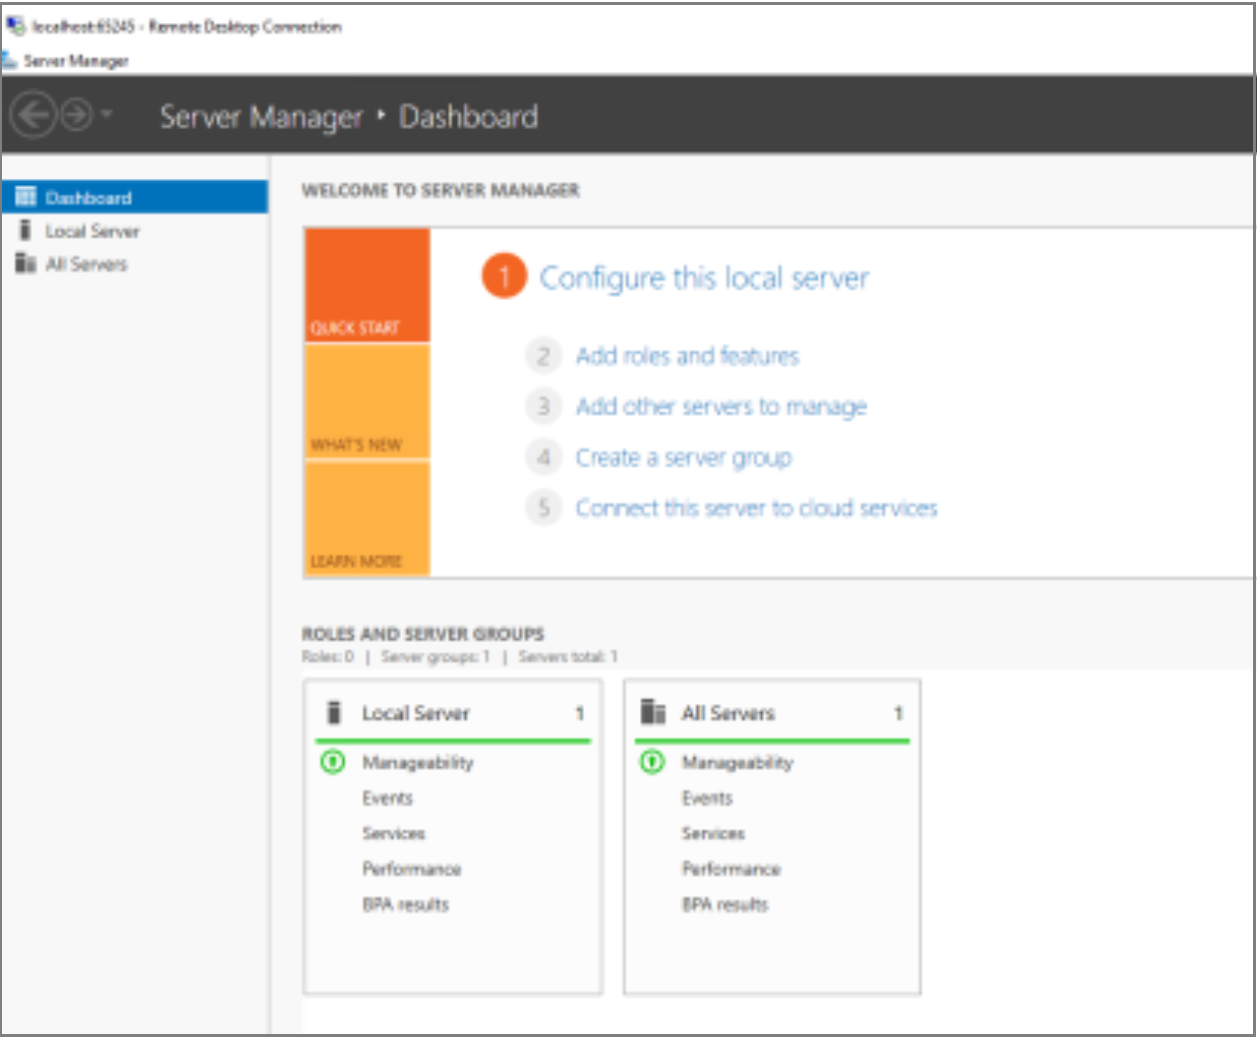 localhost:65245 - Remote Desktop Connection
Server Manager
Server Manager ‣ Dashboard
Dashboard
Local Server
All Servers
WELCOME TO SERVER MANAGER
QUICK START
WHAT'S NEW
LEARN MORE
1 Configure this local server
2 Add roles and features
3 Add other servers to manage
4 Create a server group
5 Connect this server to cloud services
ROLES AND SERVER GROUPS
Roles: 0 | Server groups: 1 | Servers total: 1
Local Server 1
Manageability
Events
Services
Performance
BPA results
All Servers 1
Manageability
Events
Services
Performance
BPA results